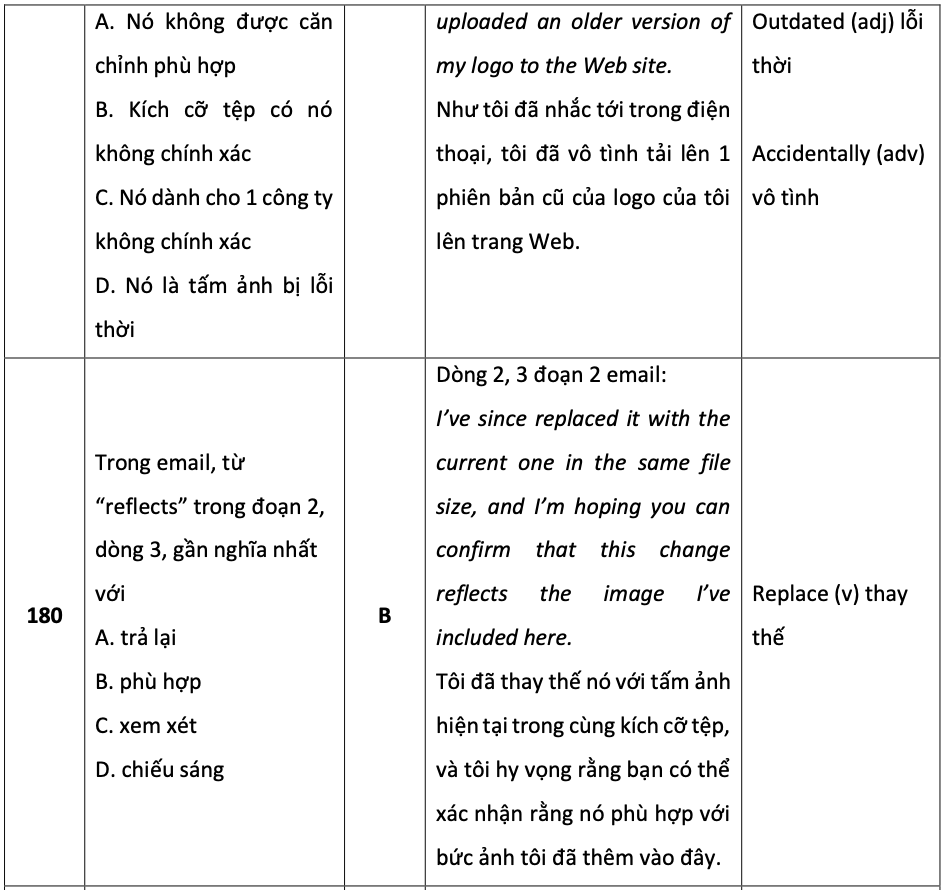 A. Nó không được căn
chỉnh phù hợp
B. Kích cỡ tệp có nó
không chính xác
C. Nó dành cho 1 công ty
không chính xác
D. Nó là tấm ảnh bị lỗi
thời
uploaded an older version of
my logo to the Web site.
Như tôi đã nhắc tới trong điện
thoại, tôi đã vô tình tải lên 1
phiên bản cũ của logo của tôi
lên trang Web.
Outdated (adj) lỗi
thời
Accidentally (adv)
vô tình
180
Trong email, từ
“reflects” trong đoạn 2,
dòng 3, gần nghĩa nhất
với
A. trả lại
B. phù hợp
C. xem xét
D. chiếu sáng
B
Dòng 2, 3 đoạn 2 email:
I’ve since replaced it with the
current one in the same file
size, and I’m hoping you can
confirm that this change
reflects the image I’ve
included here.
Tôi đã thay thế nó với tấm ảnh
hiện tại trong cùng kích cỡ tệp,
và tôi hy vọng rằng bạn có thể
xác nhận rằng nó phù hợp với
bức ảnh tôi đã thêm vào đây.
Replace (v) thay
thế